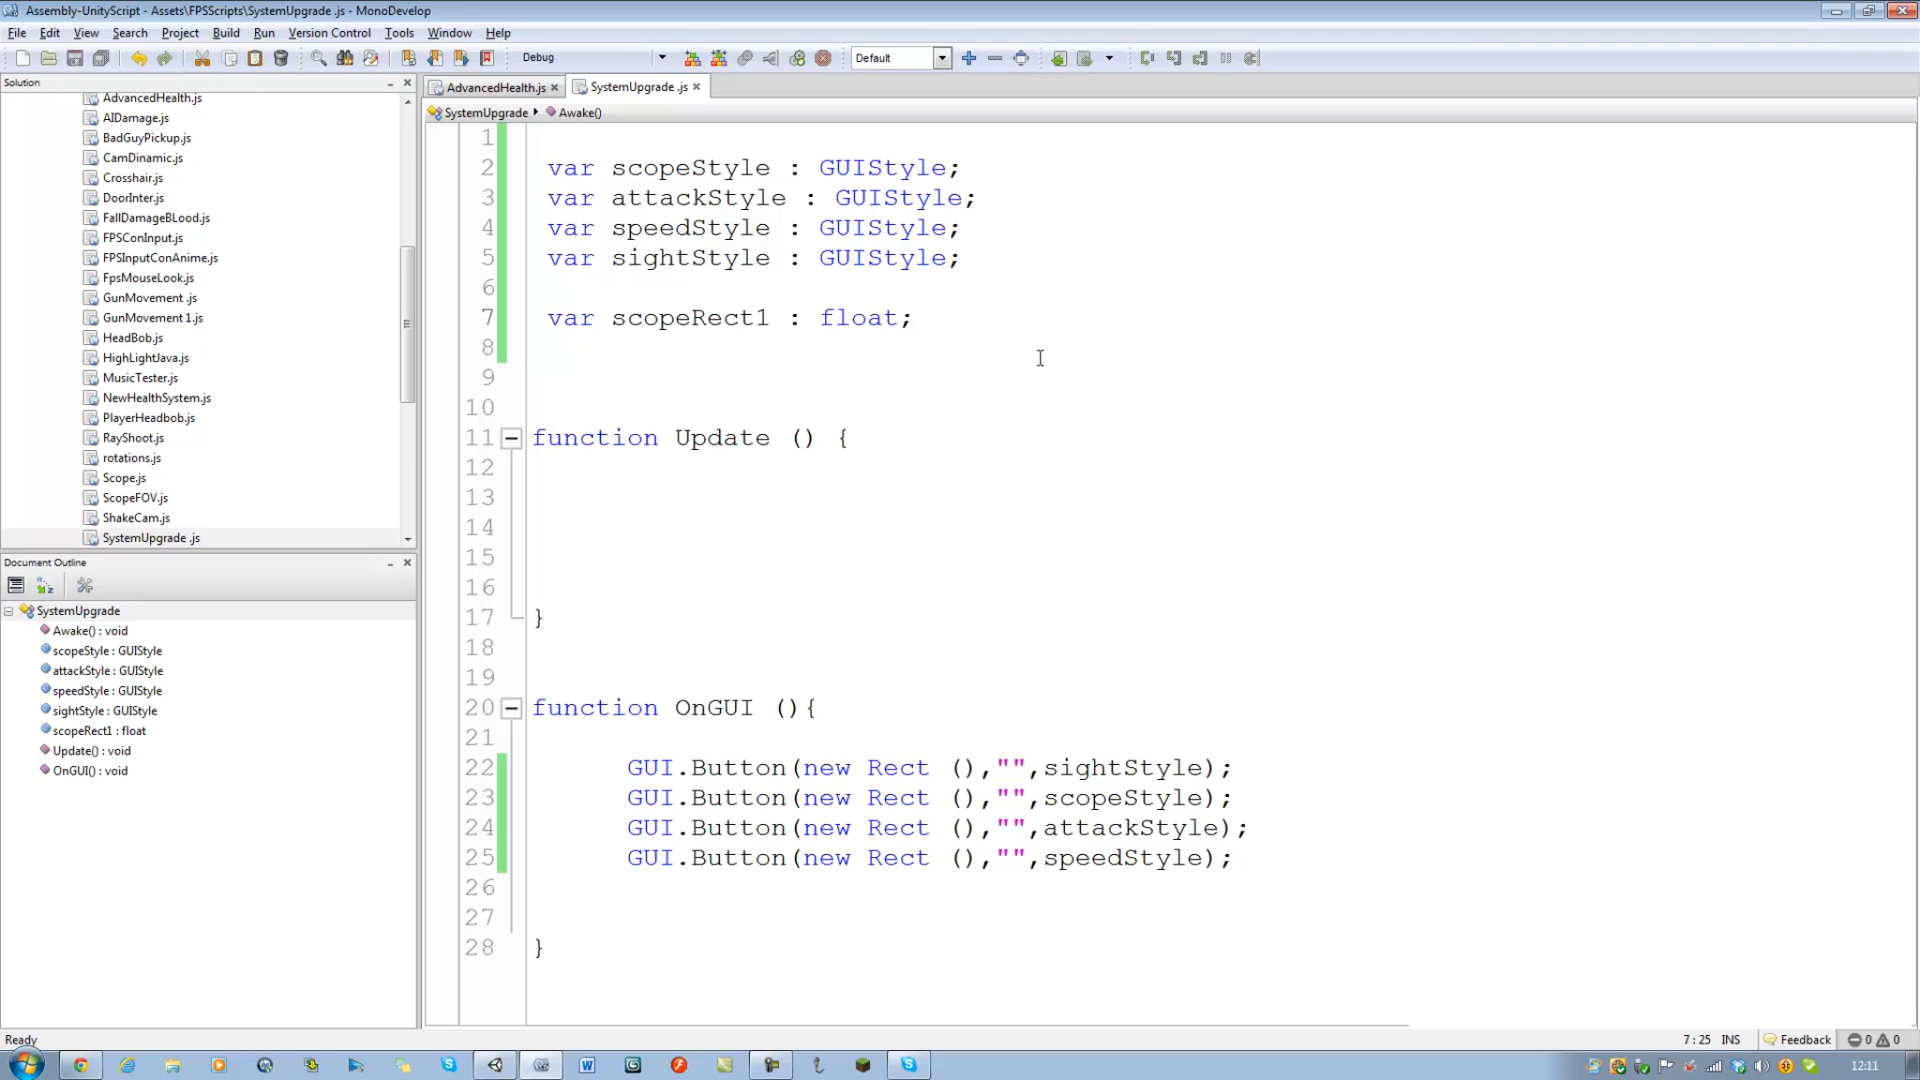 Assembly-UnityScript - Assets\FPSScripts\SystemUpgrade .js - MonoDevelop
File Edit View Search Project Build Run Version Control Tools Window Help
Debug Default
Solution
AdvancedHealth.js
AIDamage.js
BadGuyPickup.js
CamDinamic.js
Crosshair.js
DoorInter.js
FallDamageBLood.js
FPSConInput.js
FPSInputConAnime.js
FpsMouseLook.js
GunMovement .js
GunMovement 1.js
HeadBob.js
HighLightJava.js
MusicTester.js
NewHealthSystem.js
PlayerHeadbob.js
RayShoot.js
rotations.js
Scope.js
ScopeFOV.js
ShakeCam.js
SystemUpgrade .js
Document Outline
SystemUpgrade
Awake() : void
scopeStyle : GUIStyle
attackStyle : GUIStyle
speedStyle : GUIStyle
sightStyle : GUIStyle
scopeRect1 : float
Update() : void
OnGUI() : void
AdvancedHealth.js SystemUpgrade .js
SystemUpgrade Awake()
1
2 var scopeStyle : GUIStyle;
3 var attackStyle : GUIStyle;
4 var speedStyle : GUIStyle;
5 var sightStyle : GUIStyle;
6
7 var scopeRect1 : float;
8
9
10
11 function Update () {
12
13
14
15
16
17 }
18
19
20 function OnGUI (){
21
22 GUI.Button(new Rect (),"",sightStyle);
23 GUI.Button(new Rect (),"",scopeStyle);
24 GUI.Button(new Rect (),"",attackStyle);
25 GUI.Button(new Rect (),"",speedStyle);
26
27
28 }
Ready 7 : 25 INS Feedback 0 0
12:11